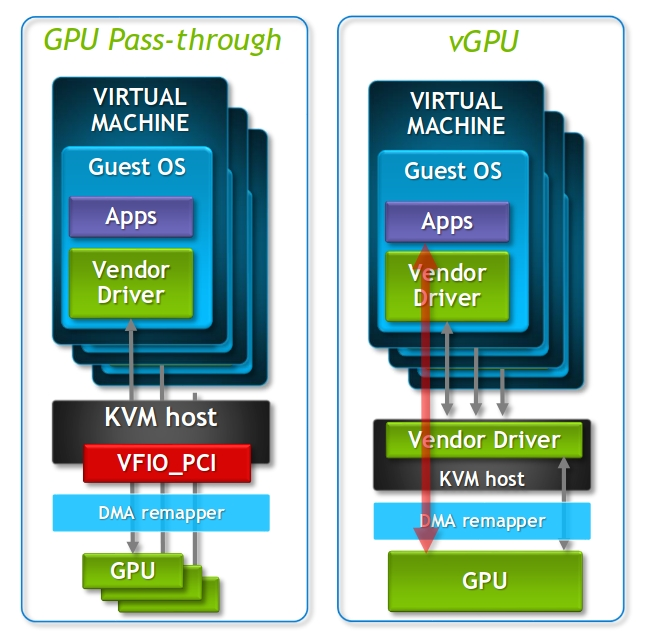 GPU Pass-through
VIRTUAL
MACHINE
Guest OS
Apps
Vendor
Driver
KVM host
VFIO_PCI
DMA remapper
GPU
vGPU
VIRTUAL
MACHINE
Guest OS
Apps
Vendor
Driver
Vendor Driver
KVM host
DMA remapper
GPU